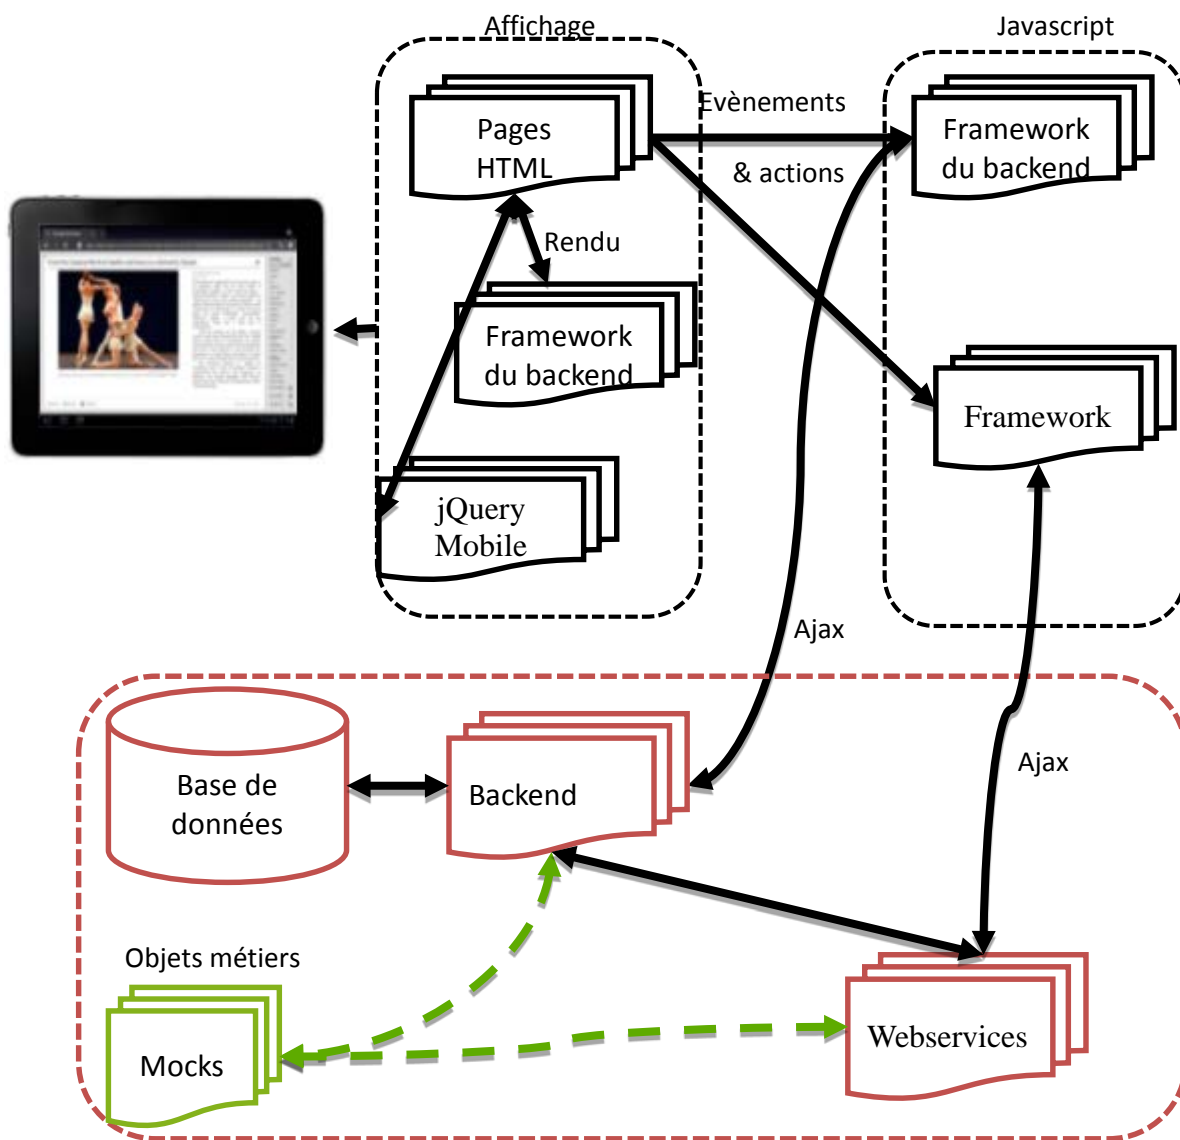 Affichage
Javascript
Pages
HTML
Evènements
& actions
Framework
du backend
Rendu
Framework
du backend
Framework
jQuery
Mobile
Ajax
Ajax
Base de
données
Backend
Objets métiers
Mocks
Webservices